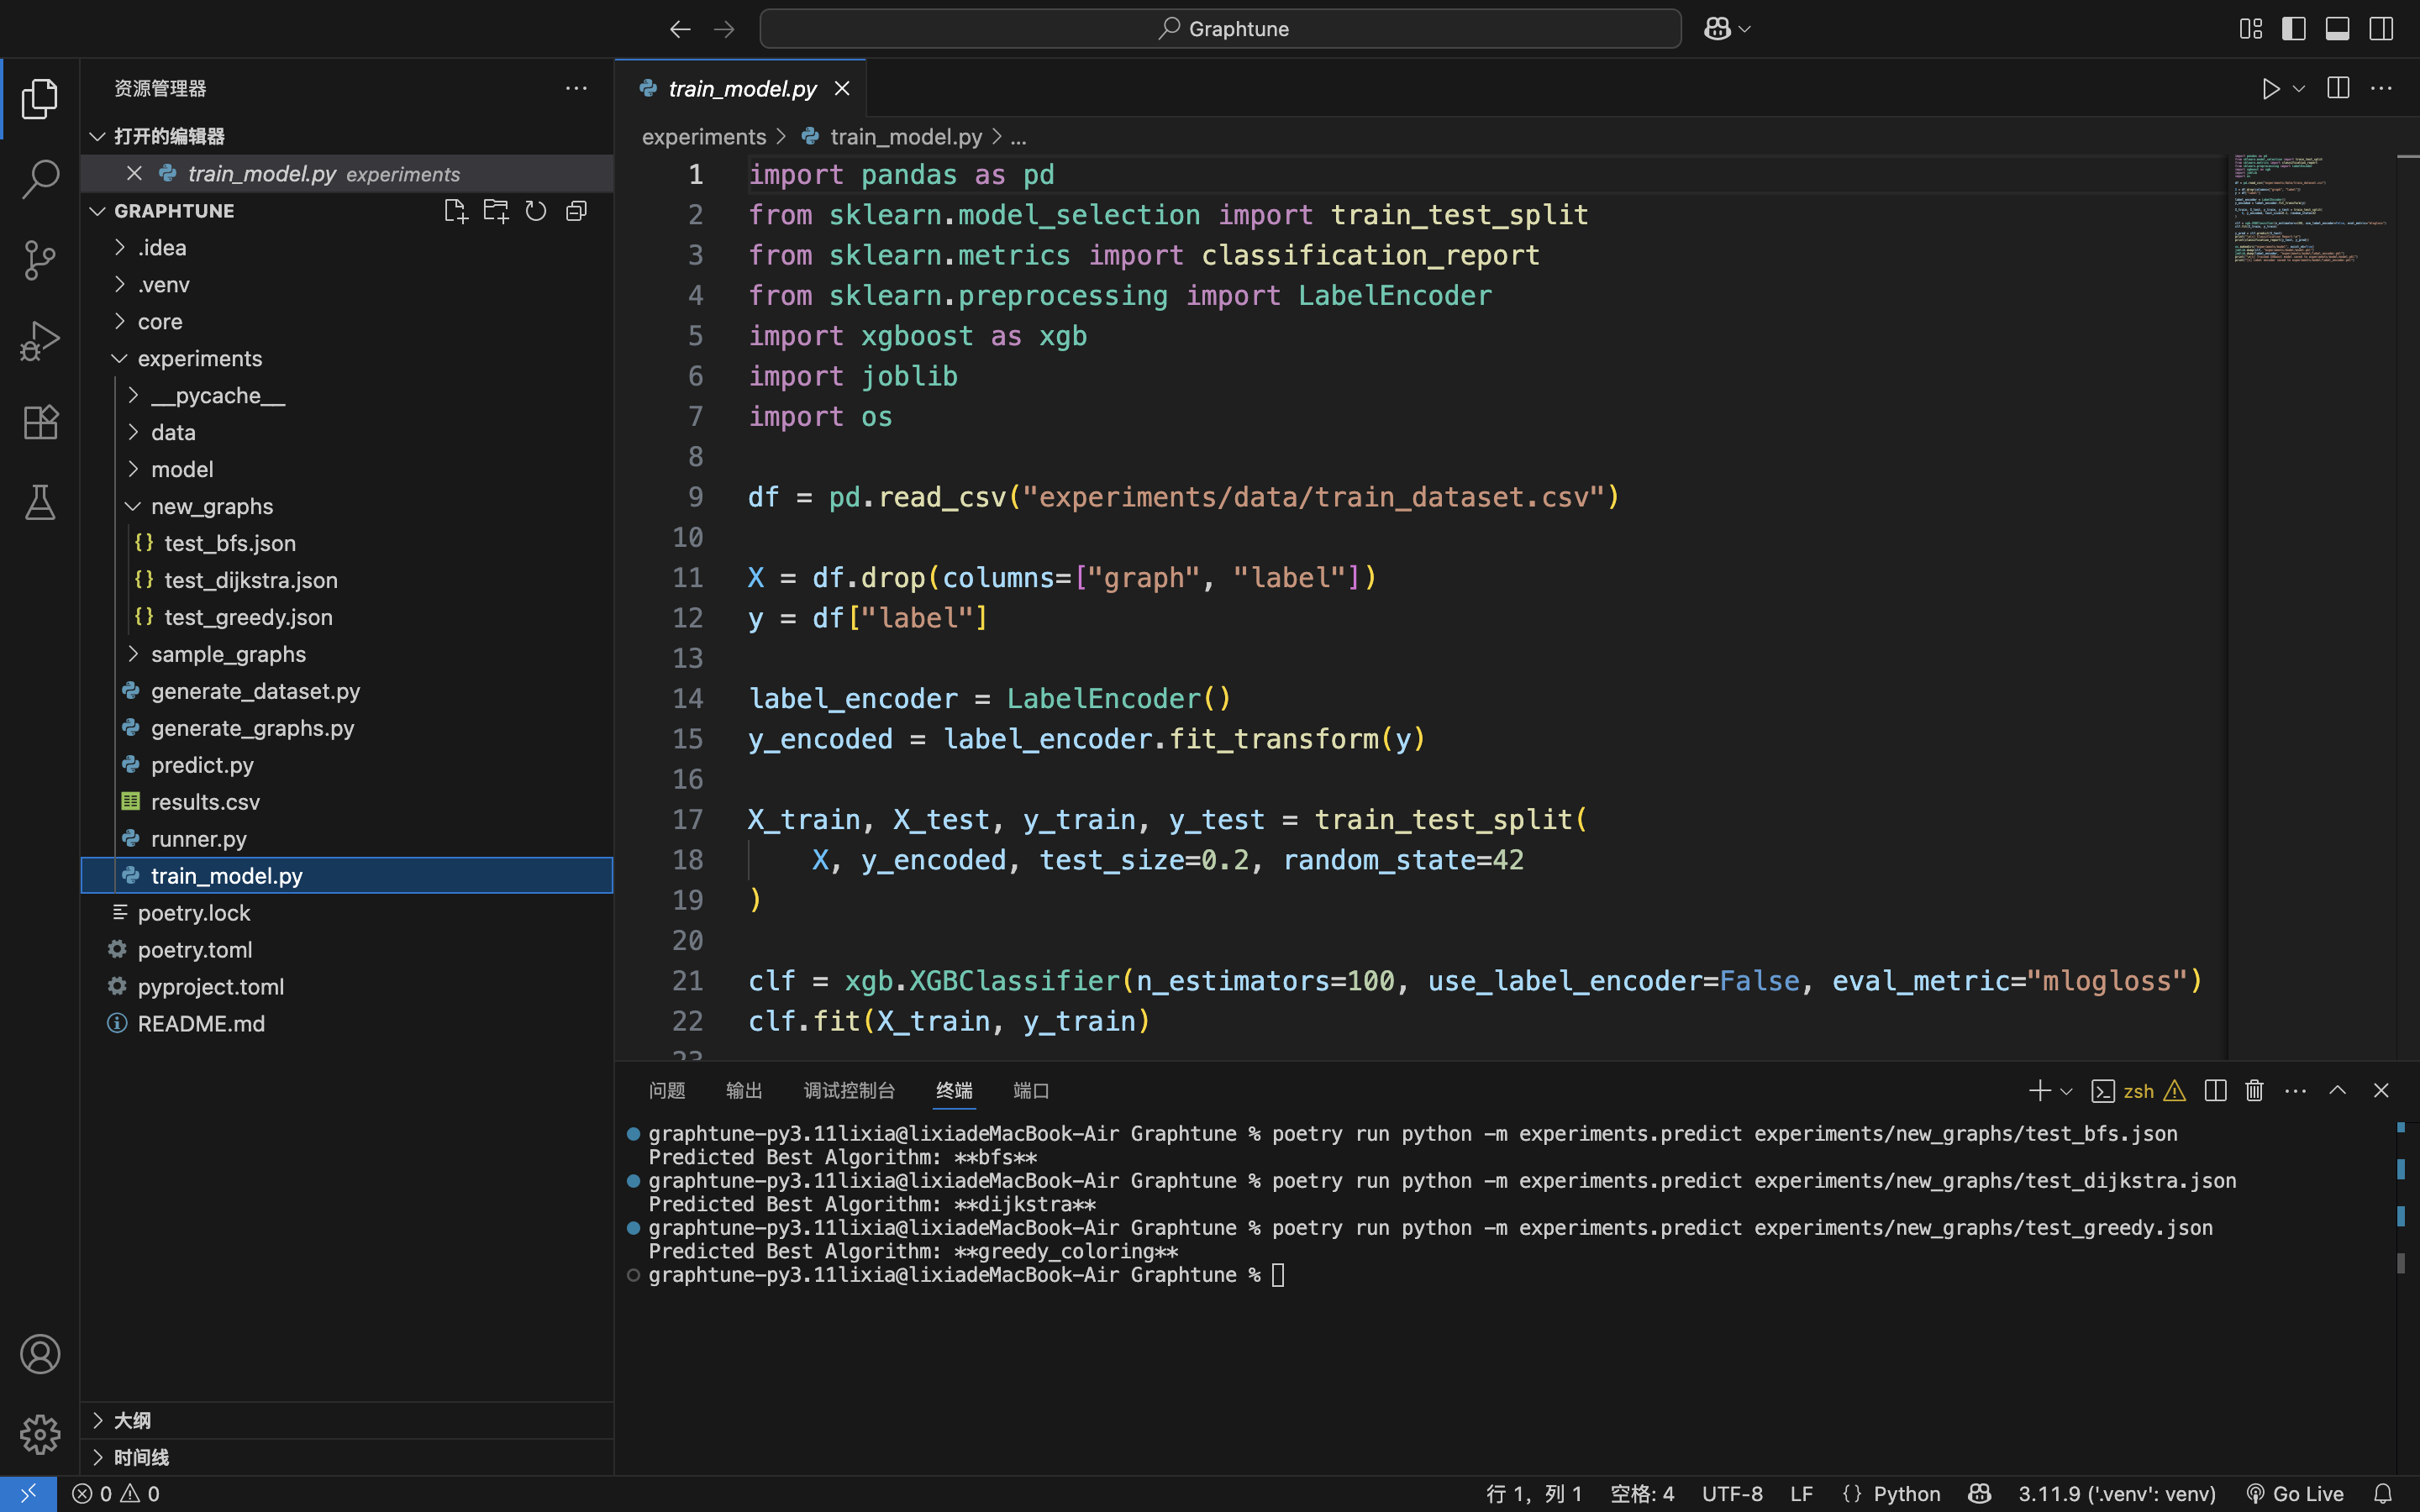 Graphtune
资源管理器
打开的编辑器
train_model.py experiments
GRAPHTUNE
.idea
.venv
core
experiments
__pycache__
data
model
new_graphs
{} test_bfs.json
{} test_dijkstra.json
{} test_greedy.json
sample_graphs
generate_dataset.py
generate_graphs.py
predict.py
results.csv
runner.py
train_model.py
poetry.lock
poetry.toml
pyproject.toml
README.md
大纲
时间线
train_model.py
experiments > train_model.py > ...
1 import pandas as pd
2 from sklearn.model_selection import train_test_split
3 from sklearn.metrics import classification_report
4 from sklearn.preprocessing import LabelEncoder
5 import xgboost as xgb
6 import joblib
7 import os
8
9 df = pd.read_csv("experiments/data/train_dataset.csv")
10
11 X = df.drop(columns=["graph", "label"])
12 y = df["label"]
13
14 label_encoder = LabelEncoder()
15 y_encoded = label_encoder.fit_transform(y)
16
17 X_train, X_test, y_train, y_test = train_test_split(
18     X, y_encoded, test_size=0.2, random_state=42
19 )
20
21 clf = xgb.XGBClassifier(n_estimators=100, use_label_encoder=False, eval_metric="mlogloss")
22 clf.fit(X_train, y_train)
23
问题 输出 调试控制台 终端 端口
zsh
graphtune-py3.11lixia@lixiadeMacBook-Air Graphtune % poetry run python -m experiments.predict experiments/new_graphs/test_bfs.json
Predicted Best Algorithm: **bfs**
graphtune-py3.11lixia@lixiadeMacBook-Air Graphtune % poetry run python -m experiments.predict experiments/new_graphs/test_dijkstra.json
Predicted Best Algorithm: **dijkstra**
graphtune-py3.11lixia@lixiadeMacBook-Air Graphtune % poetry run python -m experiments.predict experiments/new_graphs/test_greedy.json
Predicted Best Algorithm: **greedy_coloring**
graphtune-py3.11lixia@lixiadeMacBook-Air Graphtune %
0 0 行 1, 列 1 空格: 4 UTF-8 LF {} Python 3.11.9 ('.venv': venv) Go Live